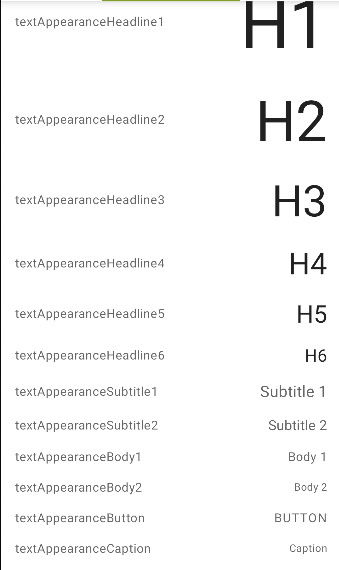 textAppearanceHeadline1 H1
textAppearanceHeadline2 H2
textAppearanceHeadline3 H3
textAppearanceHeadline4 H4
textAppearanceHeadline5 H5
textAppearanceHeadline6 H6
textAppearanceSubtitle1 Subtitle 1
textAppearanceSubtitle2 Subtitle 2
textAppearanceBody1 Body 1
textAppearanceBody2 Body 2
textAppearanceButton BUTTON
textAppearanceCaption Caption